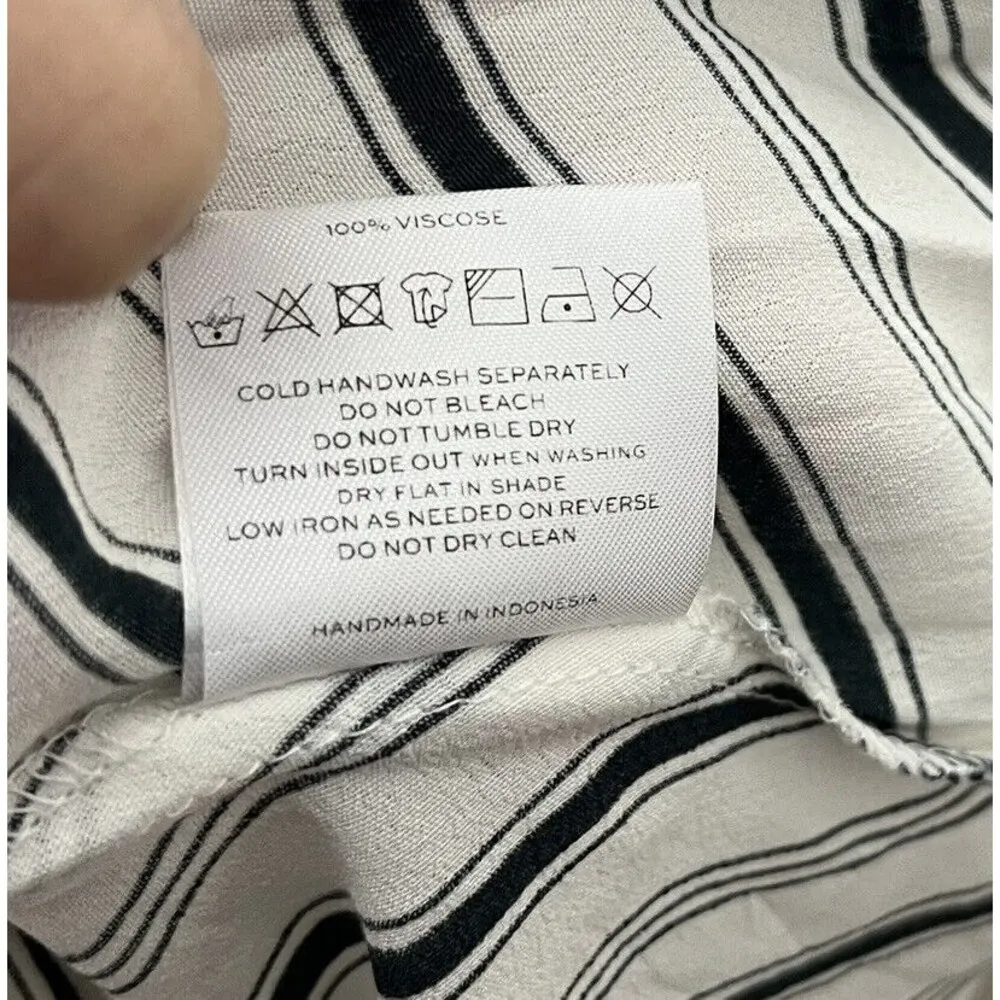 100% VISCOSE
COLD HANDWASH SEPARATELY
DO NOT BLEACH
DO NOT TUMBLE DRY
TURN INSIDE OUT WHEN WASHING
DRY FLAT IN SHADE
LOW IRON AS NEEDED ON REVERSE
DO NOT DRY CLEAN
HANDMADE IN INDONESIA